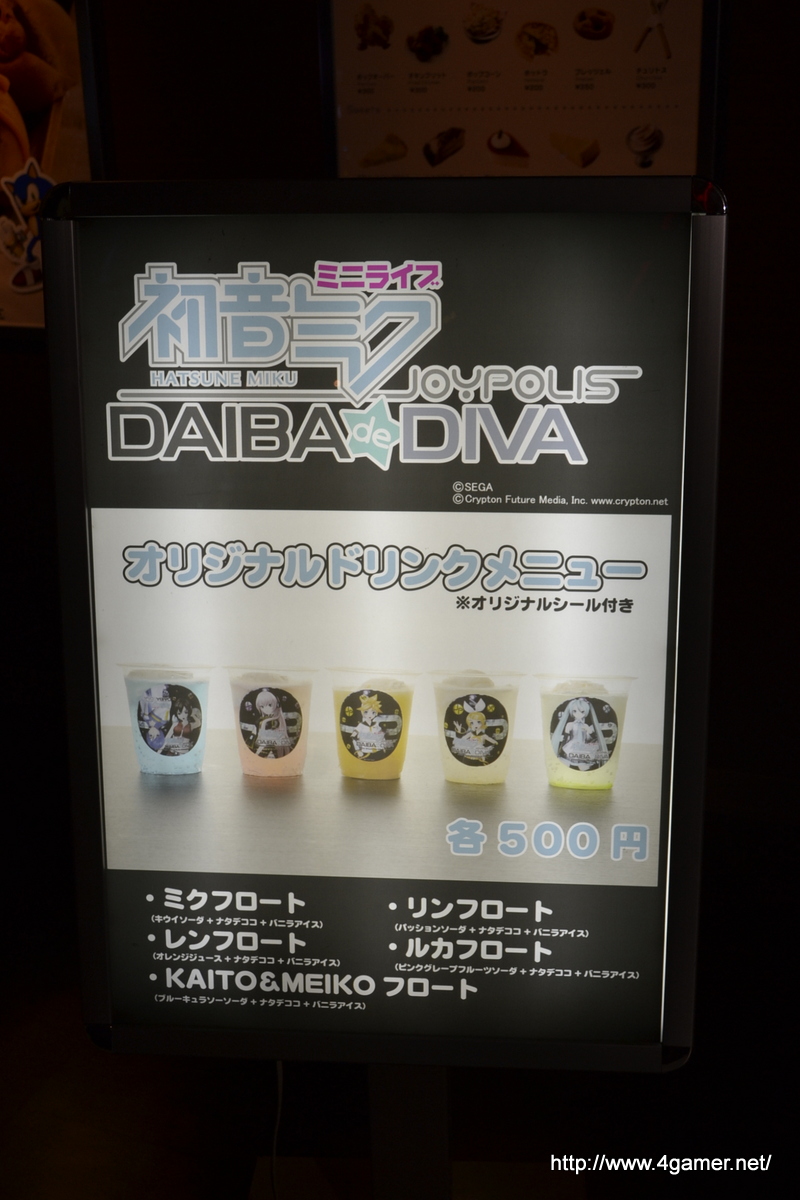 ミニライブ
初音ミク
HATSUNE MIKU
JOYPOLIS
DAIBA de DIVA
©SEGA
©Crypton Future Media, Inc. www.crypton.net
オリジナルドリンクメニュー
※オリジナルシール付き
各500円
・ミクフロート
(キウイソーダ + ナタデココ + バニラアイス)
・リンフロート
(パッションソーダ + ナタデココ + バニラアイス)
・レンフロート
(オレンジジュース + ナタデココ + バニラアイス)
・ルカフロート
(ピンクグレープフルーツソーダ + ナタデココ + バニラアイス)
・KAITO&MEIKO フロート
(ブルーキュラソーソーダ + ナタデココ + バニラアイス)
http://www.4gamer.net/